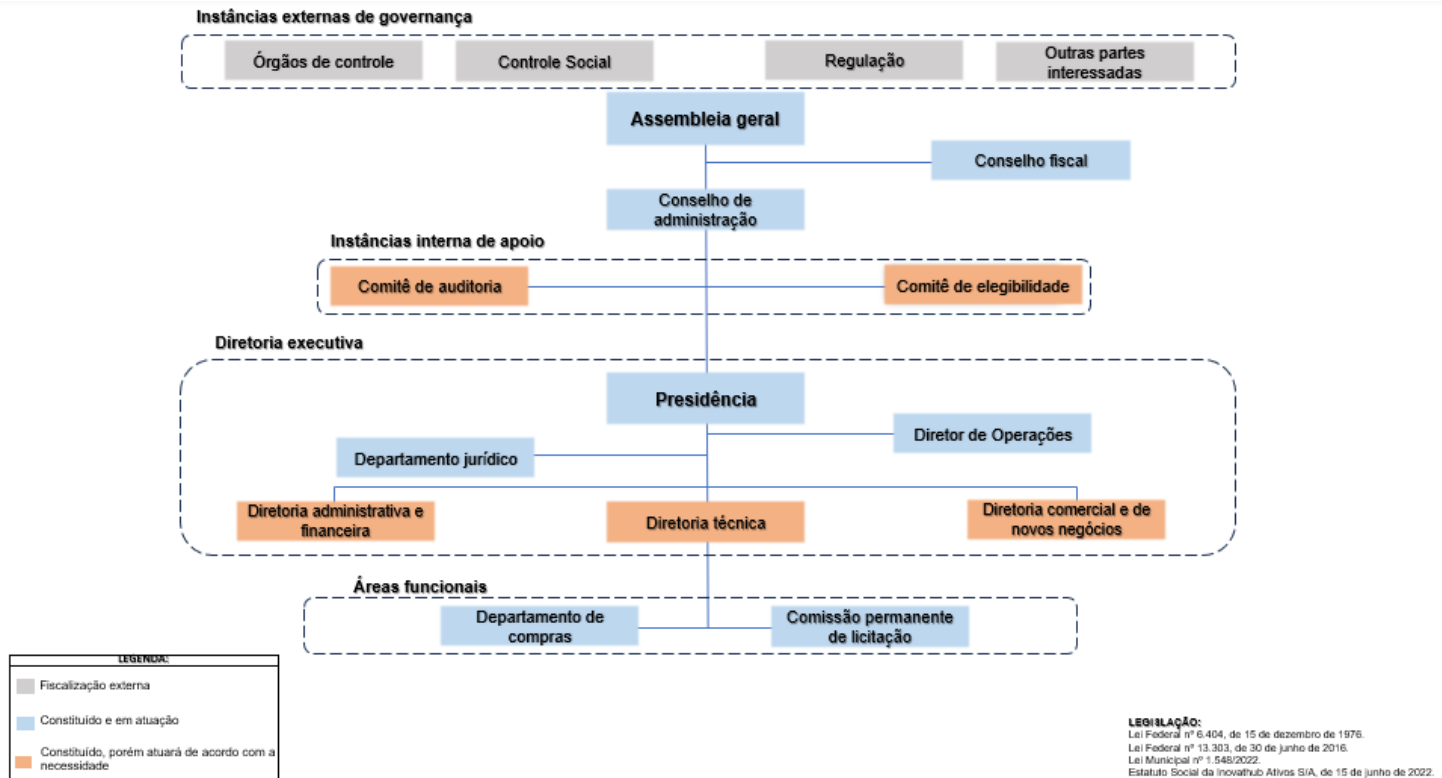 Instâncias externas de governança
Órgãos de controle
Controle Social
Regulação
Outras partes
interessadas
Assembleia geral
Conselho fiscal
Conselho de
administração
Instâncias interna de apoio
Comitê de auditoria
Comitê de elegibilidade
Diretoria executiva
Presidência
Diretor de Operações
Departamento jurídico
Diretoria administrativa e
financeira
Diretoria técnica
Diretoria comercial e de
novos negócios
Áreas funcionais
Departamento de
compras
Comissão permanente
de licitação
LEGENDA:
Fiscalização externa
Constituído e em atuação
Constituído, porém atuará de acordo com a
necessidade
LEGISLAÇÃO:
Lei Federal nº 6.404, de 15 de dezembro de 1976.
Lei Federal nº 13.303, de 30 de junho de 2016.
Lei Municipal nº 1.548/2022.
Estatuto Social da Inovathub Ativos S/A, de 15 de junho de 2022.